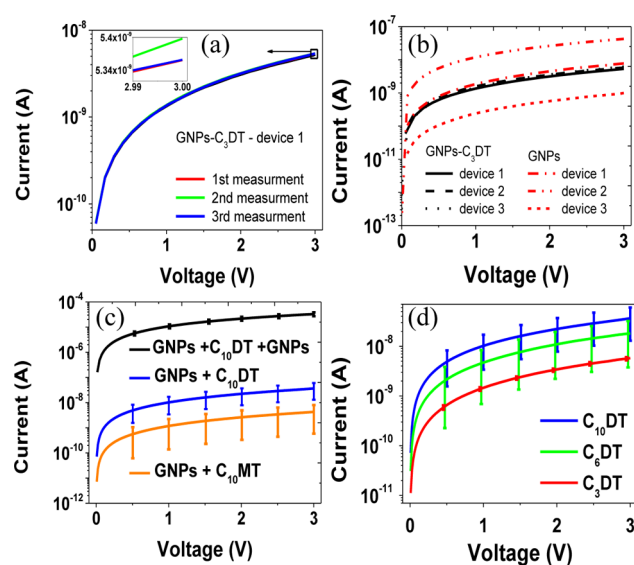 (a)
Current (A)
10⁻⁸
10⁻⁹
10⁻¹⁰
5.4x10⁻⁹
5.34x10⁻⁹
2.99 3.00
GNPs-C₃DT - device 1
1st measurment
2nd measurment
3rd measurment
0 1 2 3
Voltage (V)
(b)
Current (A)
10⁻⁷
10⁻⁹
10⁻¹¹
10⁻¹³
GNPs-C₃DT GNPs
device 1 device 1
device 2 device 2
device 3 device 3
0 1 2 3
Voltage (V)
(c)
Current (A)
10⁻⁴
10⁻⁶
10⁻⁸
10⁻¹⁰
10⁻¹²
GNPs +C₁₀DT +GNPs
GNPs + C₁₀DT
GNPs + C₁₀MT
0 1 2 3
Voltage (V)
(d)
Current (A)
10⁻⁸
10⁻⁹
10⁻¹⁰
10⁻¹¹
C₁₀DT
C₆DT
C₃DT
0 1 2 3
Voltage (V)